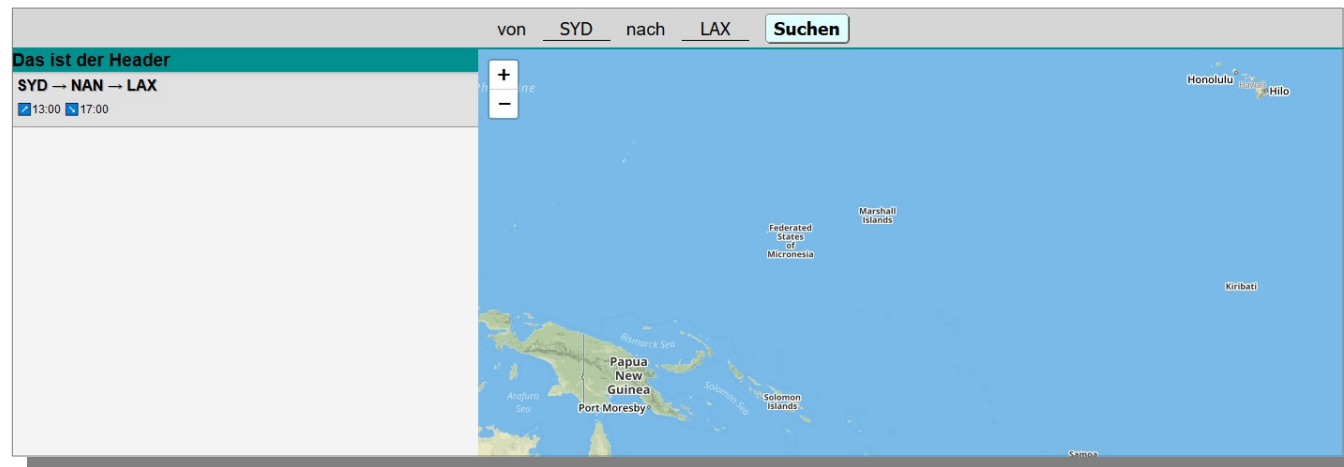 von SYD nach LAX Suchen
Das ist der Header
SYD → NAN → LAX
↗13:00 ↘17:00
+
−
Honolulu
Hawaii
Hilo
Marshall
Islands
Federated
States
of
Micronesia
Kiribati
Bismarck Sea
Papua
New
Guinea
Solomon Sea
Arafura
Sea
Port Moresby
Solomon
Islands
Samoa